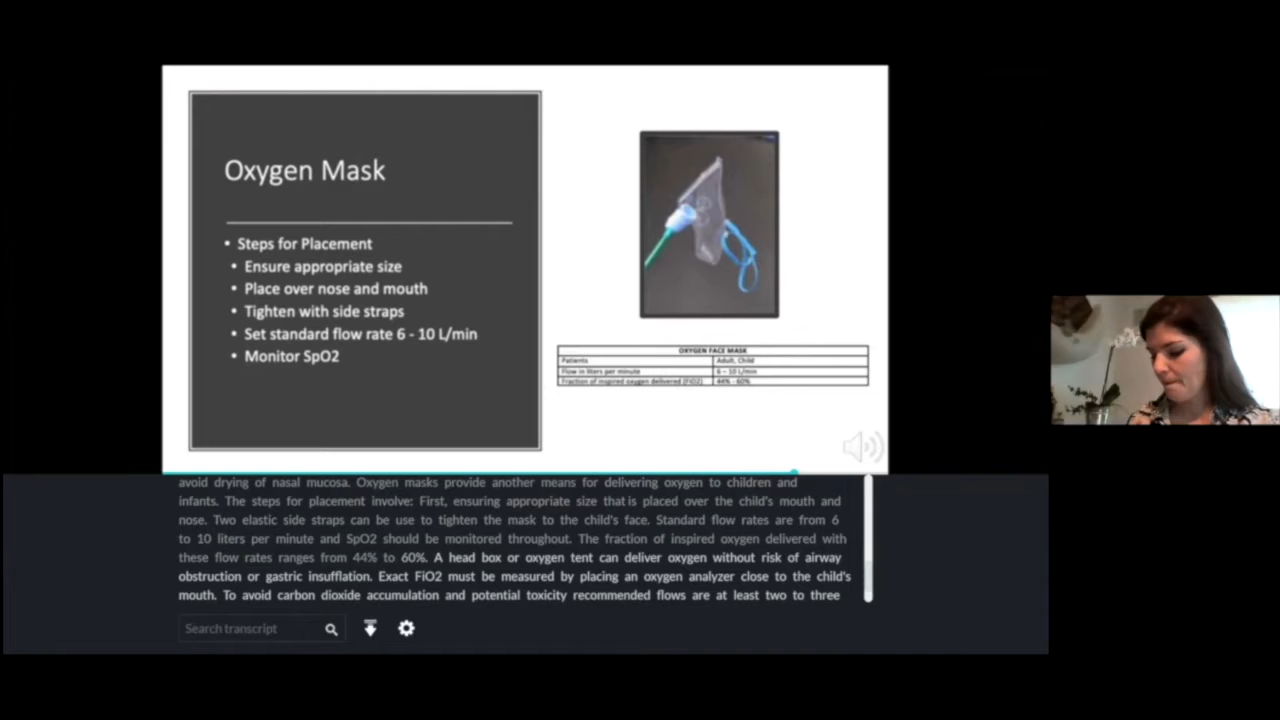 Oxygen Mask
• Steps for Placement
• Ensure appropriate size
• Place over nose and mouth
• Tighten with side straps
• Set standard flow rate 6 - 10 L/min
• Monitor SpO2
OXYGEN FACE MASK
Patients Adult, Child
Flow in liters per minute 6 – 10 L/min
Fraction of inspired oxygen delivered (FiO2) 44% - 60%
avoid drying of nasal mucosa. Oxygen masks provide another means for delivering oxygen to children and
infants. The steps for placement involve: First, ensuring appropriate size that is placed over the child's mouth and
nose. Two elastic side straps can be use to tighten the mask to the child's face. Standard flow rates are from 6
to 10 liters per minute and SpO2 should be monitored throughout. The fraction of inspired oxygen delivered with
these flow rates ranges from 44% to 60%. A head box or oxygen tent can deliver oxygen without risk of airway
obstruction or gastric insufflation. Exact FiO2 must be measured by placing an oxygen analyzer close to the child's
mouth. To avoid carbon dioxide accumulation and potential toxicity recommended flows are at least two to three
Search transcript